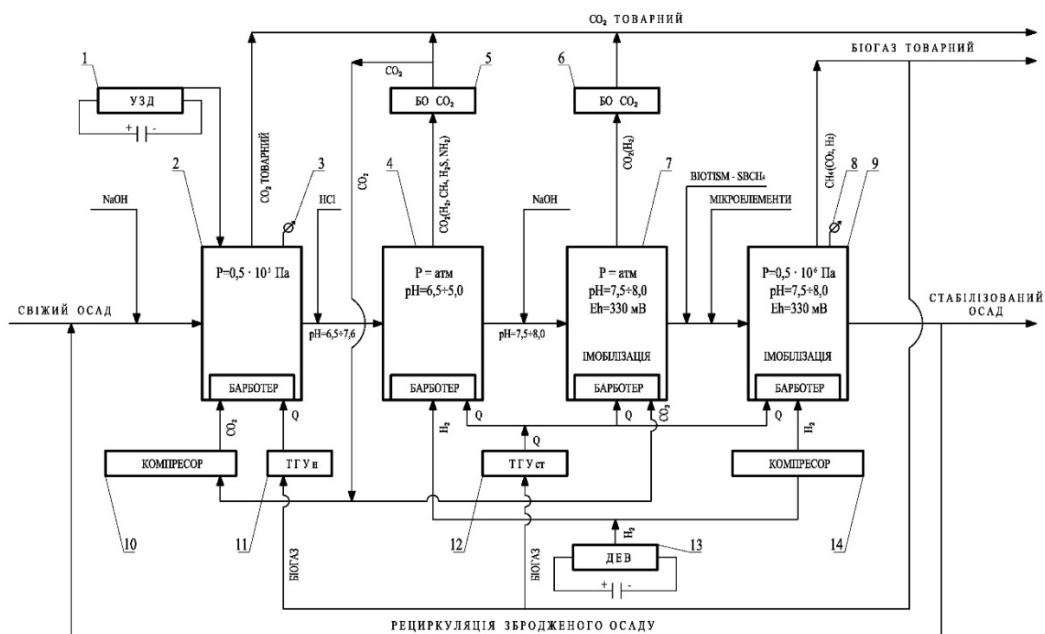 CO₂ ТОВАРНИЙ
БІОГАЗ ТОВАРНИЙ
1
УЗД
+ -
CO₂
5
БО CO₂
6
БО CO₂
CO₂ ТОВАРНИЙ
CO₂
CO₂(H₂, CH₄, H₂S, NH₂)
CO₂(H₂)
CH₄(CO₂, H₂)
2
3
4
7
8
9
NaOH
HCl
NaOH
BIOTISM - SBCH₄
МІКРОЕЛЕМЕНТИ
P=0,5 · 10⁵ Па
P = атм
pH=6,5÷5,0
P = атм
pH=7,5÷8,0
Eh=330 мВ
P=0,5 · 10⁶ Па
pH=7,5÷8,0
Eh=330 мВ
СВІЖИЙ ОСАД
СТАБІЛІЗОВАНИЙ
ОСАД
pH=6,5÷7,6
pH=7,5÷8,0
ІМОБІЛІЗАЦІЯ
ІМОБІЛІЗАЦІЯ
БАРБОТЕР
БАРБОТЕР
БАРБОТЕР
БАРБОТЕР
CO₂
Q
H₂
Q
Q
CO₂
Q
H₂
Q
КОМПРЕСОР
ТГУн
ТГУст
КОМПРЕСОР
10
11
12
13
14
H₂
ДЕВ
+ -
БІОГАЗ
БІОГАЗ
РЕЦИРКУЛЯЦІЯ ЗБРОДЖЕНОГО ОСАДУ